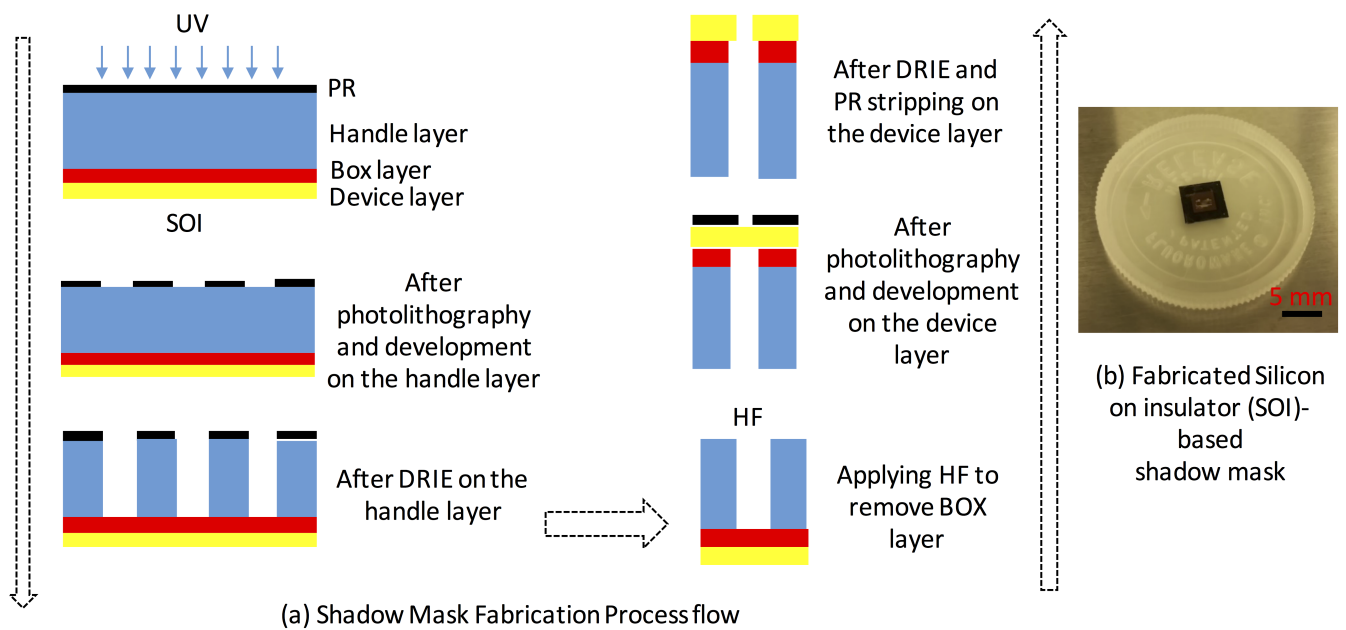 UV
PR
Handle layer
Box layer
Device layer
SOI
After
photolithography
and development
on the handle layer
After DRIE on the
handle layer
HF
Applying HF to
remove BOX
layer
After
photolithography
and development
on the device
layer
After DRIE and
PR stripping on
the device layer
(a) Shadow Mask Fabrication Process flow
5 mm
(b) Fabricated Silicon
on insulator (SOI)-
based
shadow mask